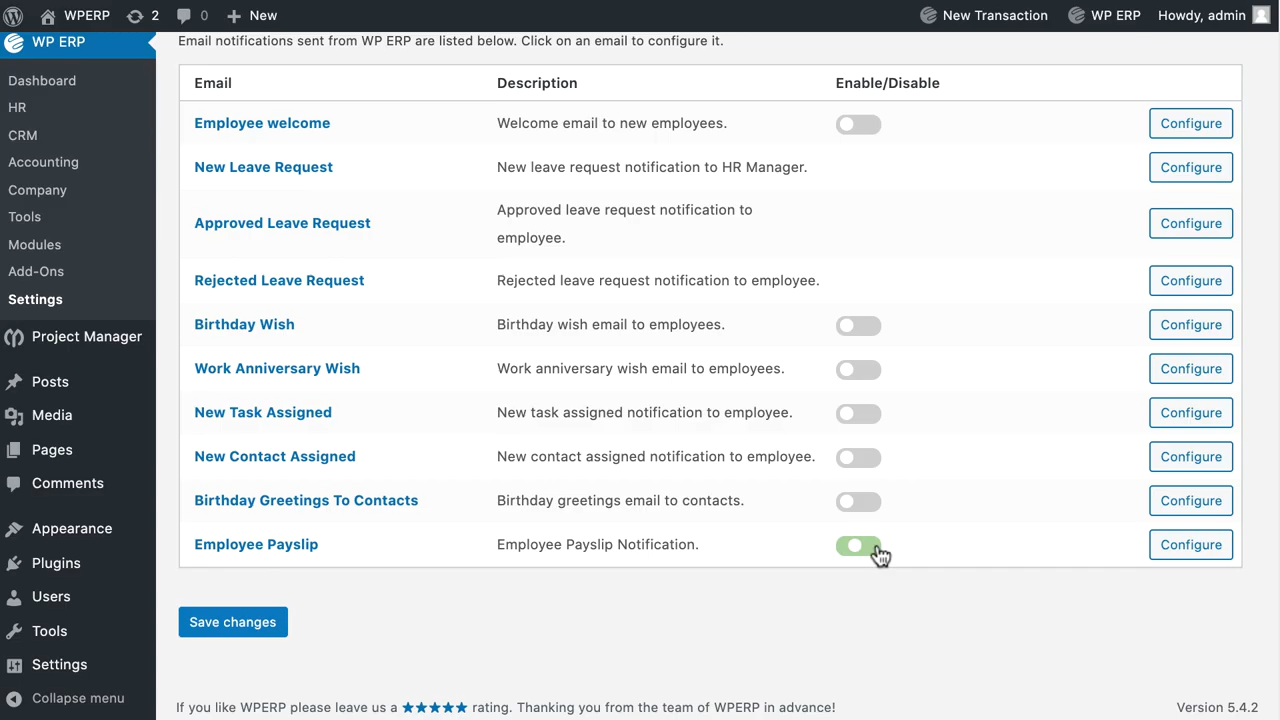 WPERP
2
0
New
New Transaction
WP ERP
Howdy, admin
WP ERP
Dashboard
HR
CRM
Accounting
Company
Tools
Modules
Add-Ons
Settings
Project Manager
Posts
Media
Pages
Comments
Appearance
Plugins
Users
Tools
Settings
Collapse menu
Email notifications sent from WP ERP are listed below. Click on an email to configure it.
Email Description Enable/Disable
Employee welcome Welcome email to new employees. Configure
New Leave Request New leave request notification to HR Manager. Configure
Approved Leave Request Approved leave request notification to
employee. Configure
Rejected Leave Request Rejected leave request notification to employee. Configure
Birthday Wish Birthday wish email to employees. Configure
Work Anniversary Wish Work anniversary wish email to employees. Configure
New Task Assigned New task assigned notification to employee. Configure
New Contact Assigned New contact assigned notification to employee. Configure
Birthday Greetings To Contacts Birthday greetings email to contacts. Configure
Employee Payslip Employee Payslip Notification. Configure
Save changes
If you like WPERP please leave us a ★★★★★ rating. Thanking you from the team of WPERP in advance!
Version 5.4.2